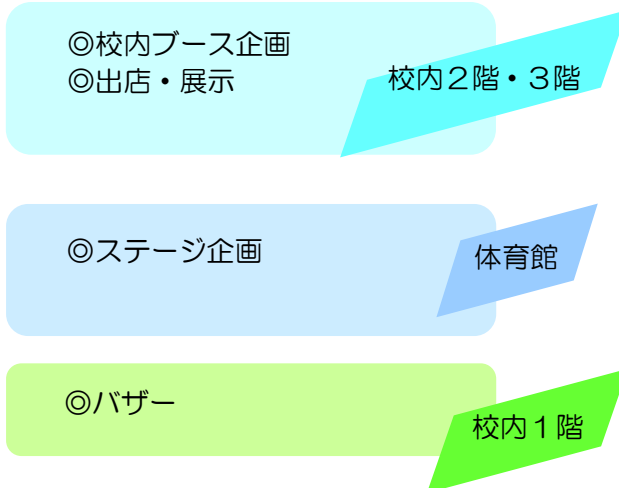 ◎校内ブース企画
◎出店・展示
校内２階・３階
◎ステージ企画
体育館
◎バザー
校内１階